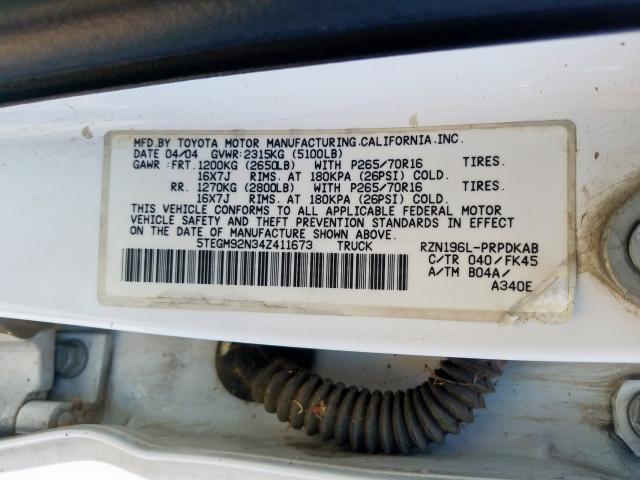 MFD.BY TOYOTA MOTOR MANUFACTURING.CALIFORNIA.INC.
DATE 04/04 GVWR:2315KG (5100LB)
GAWR :FRT.1200KG (2650LB) WITH P265/70R16 TIRES.
16X7J RIMS. AT 180KPA (26PSI) COLD.
RR. 1270KG (2800LB) WITH P265/70R16 TIRES.
16X7J RIMS. AT 180KPA (26PSI) COLD.
THIS VEHICLE CONFORMS TO ALL APPLICABLE FEDERAL MOTOR
VEHICLE SAFETY AND THEFT PREVENTION STANDARDS IN EFFECT
ON THE DATE OF MANUFACTURE SHOWN ABOVE.
5TEGM92N34Z411673 TRUCK RZN196L-PRPDKAB
C/TR 040/FK45
A/TM B04A/
A340E